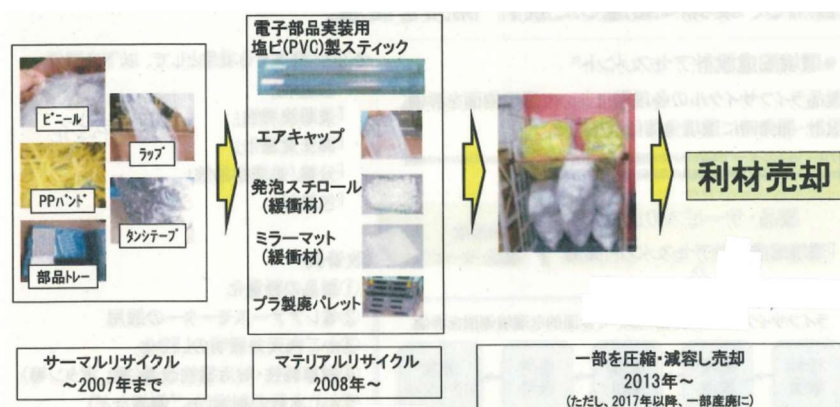 ビニール
ラップ
PPバンド
タンシテープ
部品トレー
サーマルリサイクル
～2007年まで
電子部品実装用
塩ビ(PVC)製スティック
エアキャップ
発泡スチロール
(緩衝材)
ミラーマット
(緩衝材)
プラ製廃パレット
マテリアルリサイクル
2008年～
一部を圧縮・減容し売却
2013年～
(ただし、2017年以降、一部産廃に)
利材売却